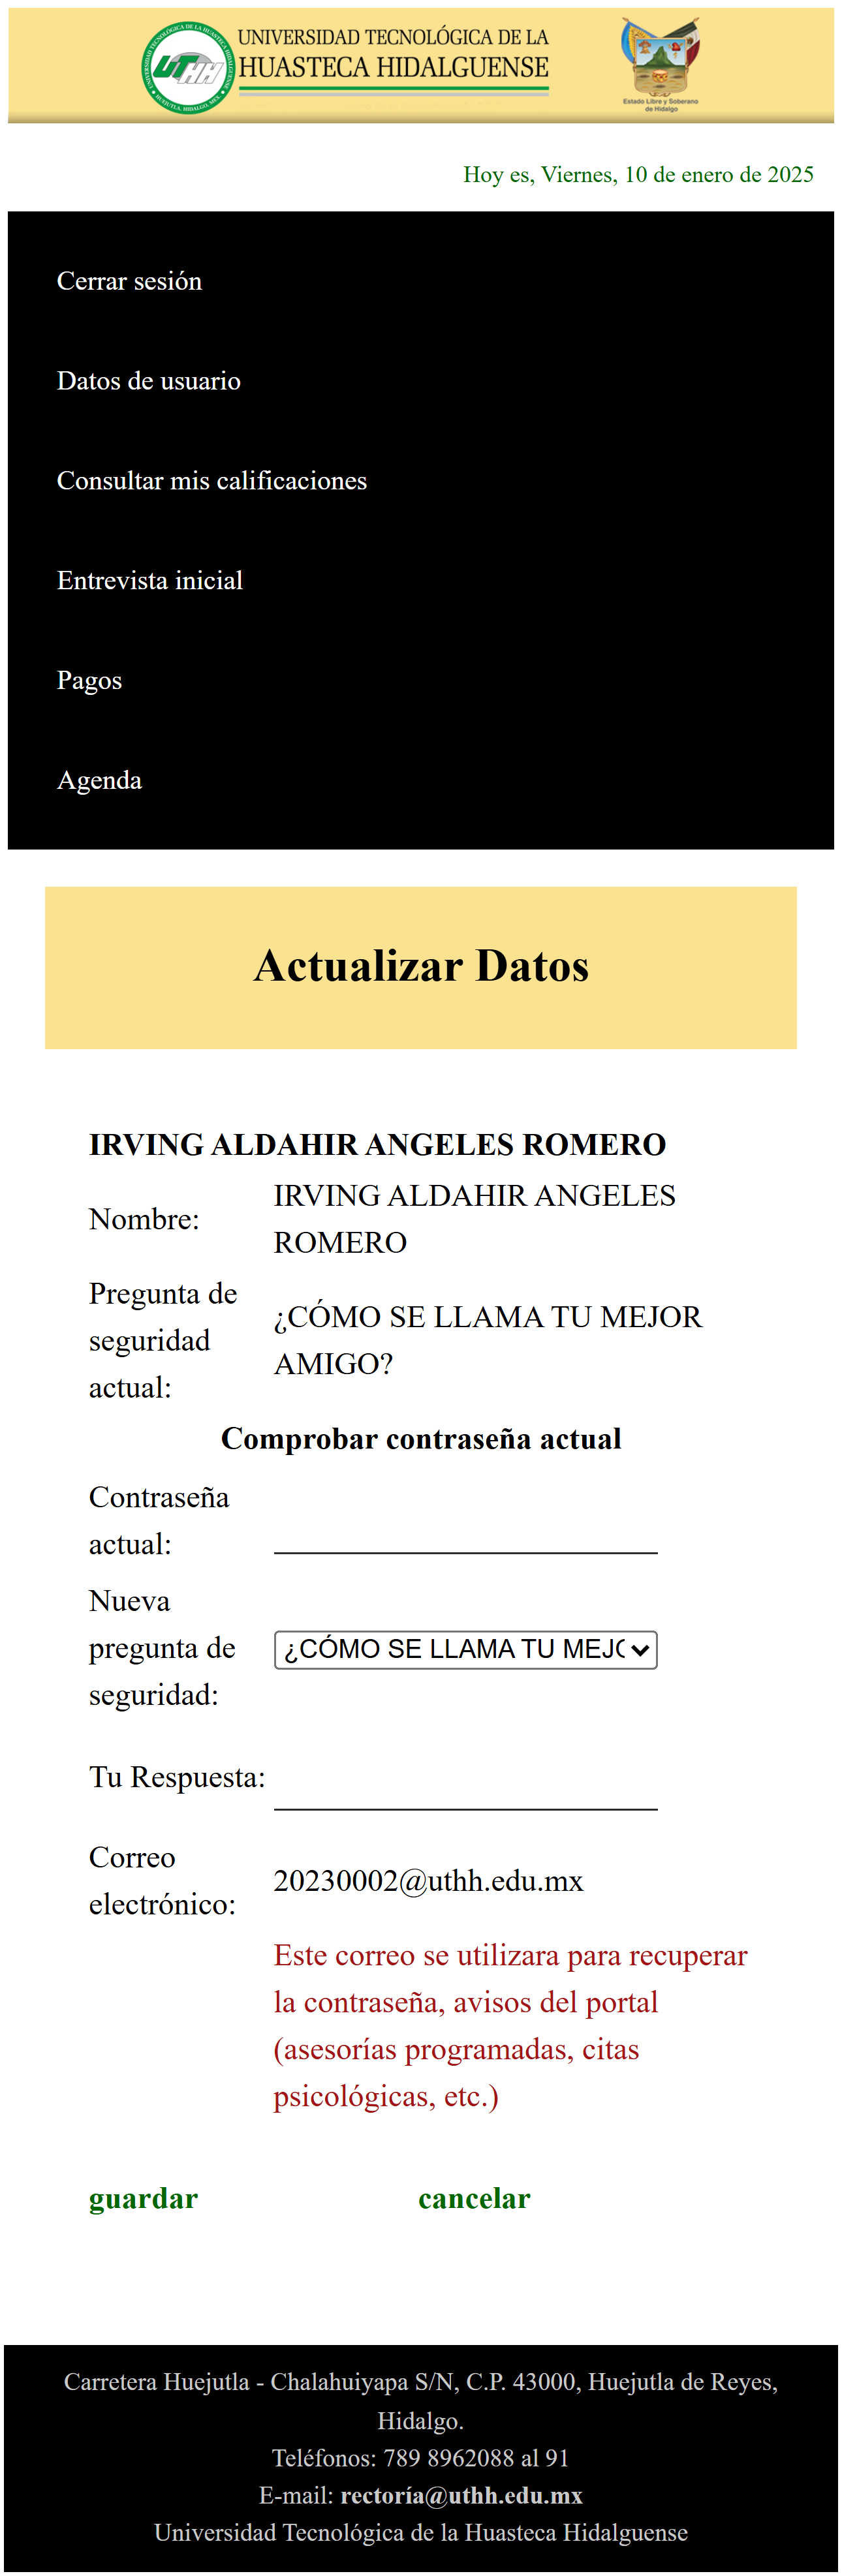 UNIVERSIDAD TECNOLÓGICA DE LA HUASTECA HIDALGUENSE
HUEJUTLA, HIDALGO, MEX.
UTHH
UNIVERSIDAD TECNOLÓGICA DE LA
HUASTECA HIDALGUENSE
Estado Libre y Soberano
de Hidalgo
Hoy es, Viernes, 10 de enero de 2025
Cerrar sesión
Datos de usuario
Consultar mis calificaciones
Entrevista inicial
Pagos
Agenda
Actualizar Datos
IRVING ALDAHIR ANGELES ROMERO
Nombre:
IRVING ALDAHIR ANGELES
ROMERO
Pregunta de
seguridad
actual:
¿CÓMO SE LLAMA TU MEJOR
AMIGO?
Comprobar contraseña actual
Contraseña
actual:
Nueva
pregunta de
seguridad:
¿CÓMO SE LLAMA TU MEJO
Tu Respuesta:
Correo
electrónico:
20230002@uthh.edu.mx
Este correo se utilizara para recuperar
la contraseña, avisos del portal
(asesorías programadas, citas
psicológicas, etc.)
guardar
cancelar
Carretera Huejutla - Chalahuiyapa S/N, C.P. 43000, Huejutla de Reyes,
Hidalgo.
Teléfonos: 789 8962088 al 91
E-mail: rectoría@uthh.edu.mx
Universidad Tecnológica de la Huasteca Hidalguense